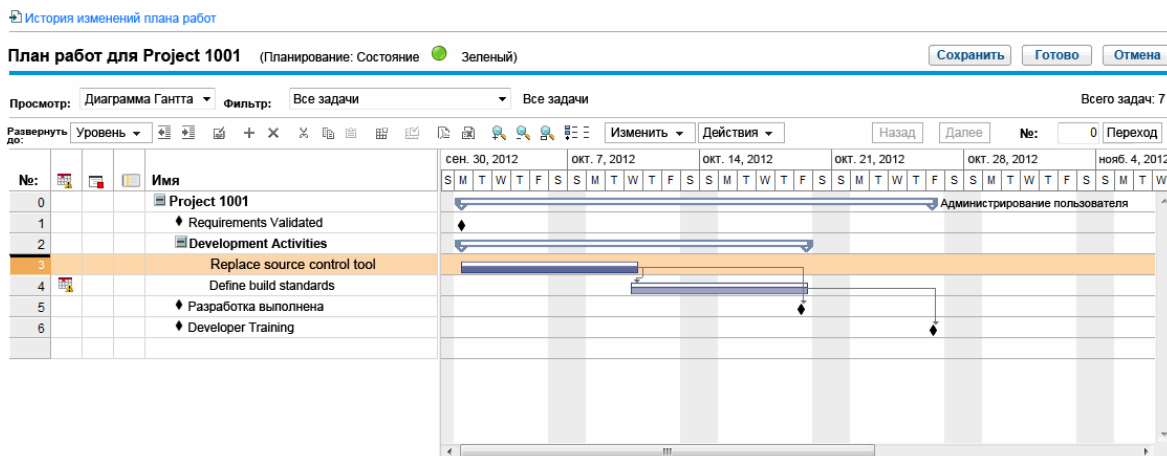 История изменений плана работ
План работ для Project 1001 (Планирование: Состояние Зеленый) Сохранить Готово Отмена
Просмотр: Диаграмма Гантта Фильтр: Все задачи Все задачи Всего задач: 7
Развернуть до: Уровень Изменить Действия Назад Далее №: 0 Переход
сен. 30, 2012 окт. 7, 2012 окт. 14, 2012 окт. 21, 2012 окт. 28, 2012 нояб. 4, 2012
№: Имя S M T W T F S S M T W T F S S M T W T F S S M T W T F S S M T W T F S S M T W
0 Project 1001 Администрирование пользователя
1 Requirements Validated
2 Development Activities
3 Replace source control tool
4 Define build standards
5 Разработка выполнена
6 Developer Training